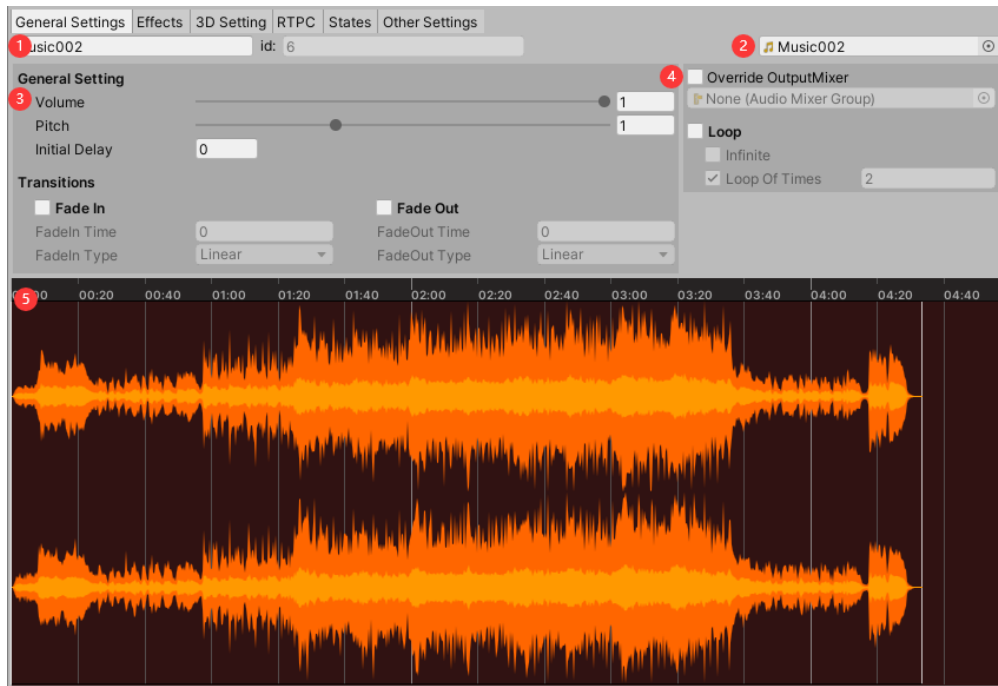 General Settings Effects 3D Setting RTPC States Other Settings
1 usic002 id: 6 2 Music002
General Setting 4 Override OutputMixer
3 Volume 1 None (Audio Mixer Group)
Pitch 1
Loop
Initial Delay 0
Infinite
Transitions Loop Of Times 2
Fade In Fade Out
FadeIn Time 0 FadeOut Time 0
FadeIn Type Linear FadeOut Type Linear
5 0 00:20 00:40 01:00 01:20 01:40 02:00 02:20 02:40 03:00 03:20 03:40 04:00 04:20 04:40